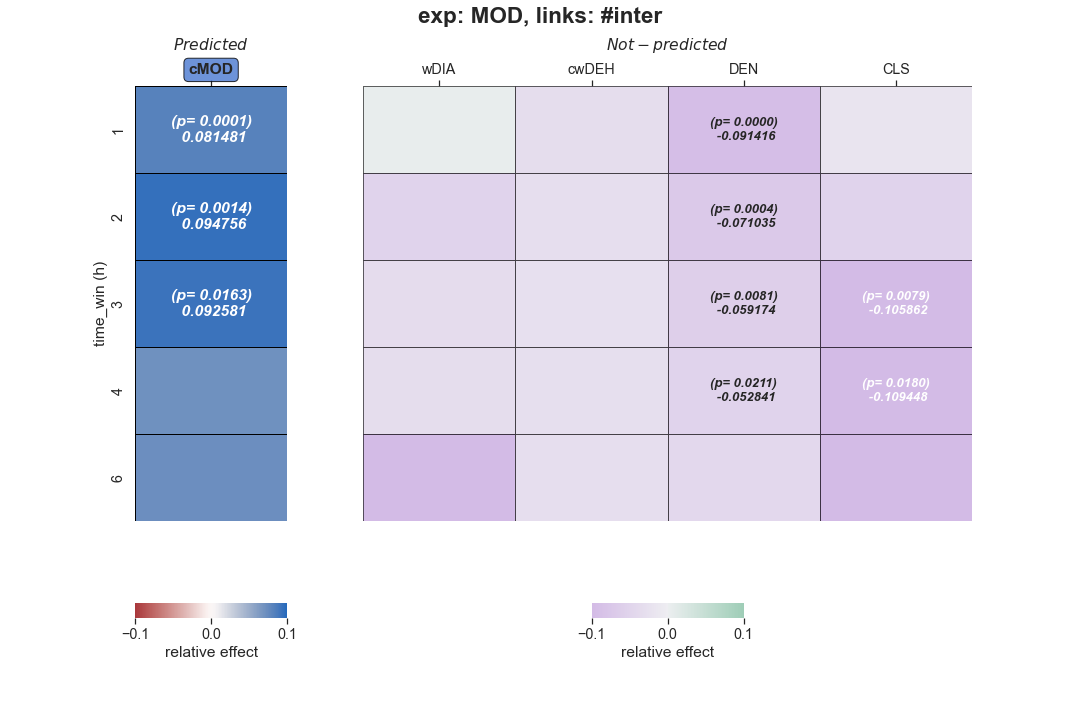 exp: MOD, links: #inter
Predicted
Not – predicted
cMOD
wDIA
cwDEH
DEN
CLS
time_win (h)
1
(p= 0.0001)
0.081481
(p= 0.0000)
-0.091416
2
(p= 0.0014)
0.094756
(p= 0.0004)
-0.071035
3
(p= 0.0163)
0.092581
(p= 0.0081)
-0.059174
(p= 0.0079)
-0.105862
4
(p= 0.0211)
-0.052841
(p= 0.0180)
-0.109448
6
−0.1 0.0 0.1
relative effect
−0.1 0.0 0.1
relative effect